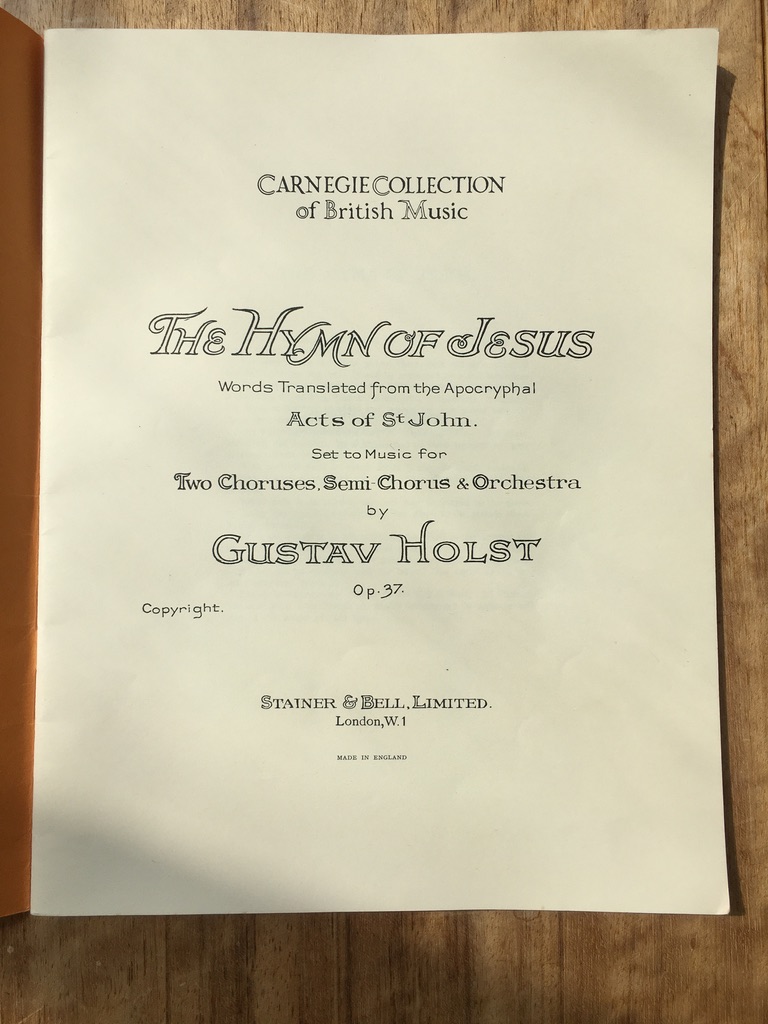 CARNEGIE COLLECTION
of British Music
THE HYMN OF JESUS
Words Translated from the Apocryphal
Acts of St John.
Set to Music for
Two Choruses, Semi-Chorus & Orchestra
by
GUSTAV HOLST
Op. 37.
Copyright.
STAINER & BELL, LIMITED.
London, W.1
MADE IN ENGLAND